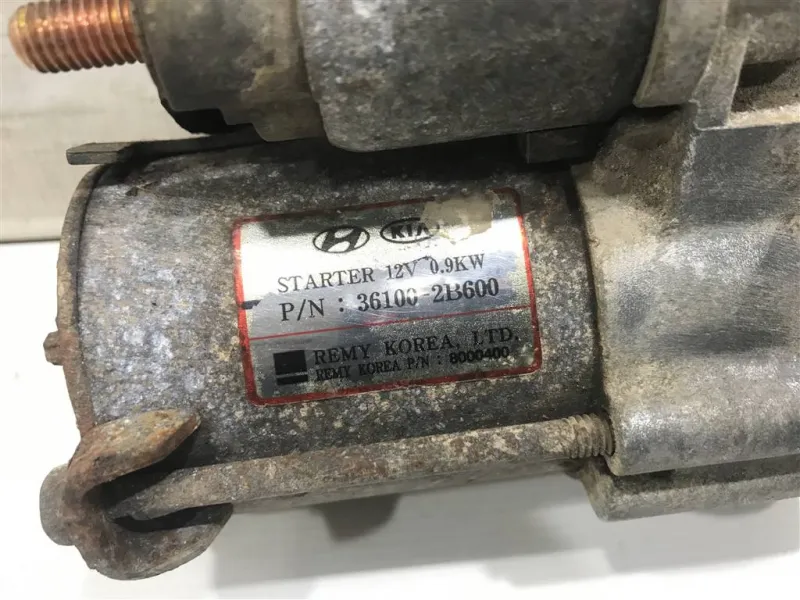 KIA
STARTER 12V 0.9KW
P/N : 36100-2B600
REMY KOREA, LTD.
REMY KOREA P/N : 8000400